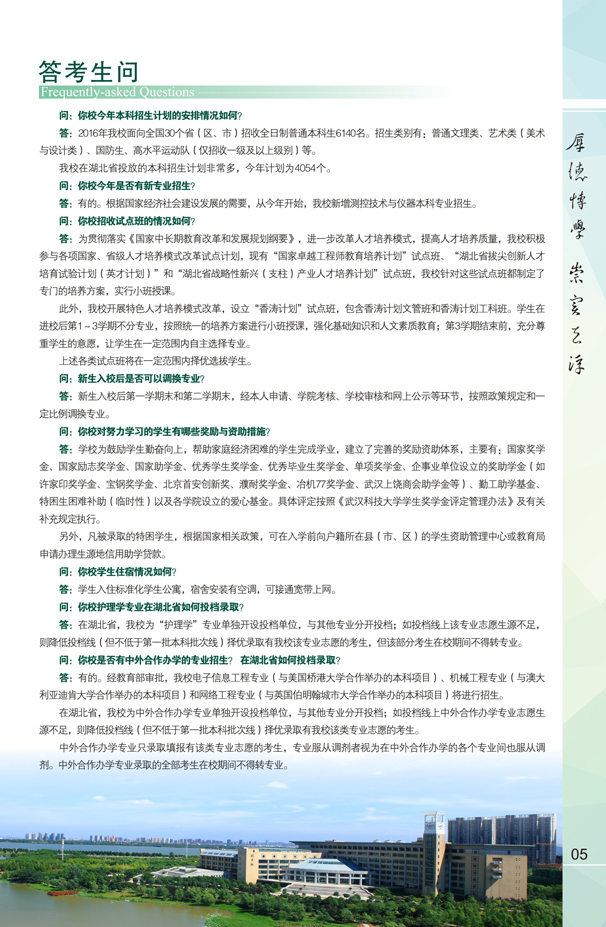 答考生问
Frequently-asked Questions
问：你校今年本科招生计划的安排情况如何？
答：2016年我校面向全国30个省（区、市）招收全日制普通本科生6140名。招生类别有：普通文理类、艺术类（美术
与设计类）、国防生、高水平运动队（仅招收一级及以上级别）等。
我校在湖北省投放的本科招生计划非常多，今年计划为4054个。
问：你校今年是否有新专业招生？
答：有的。根据国家经济社会建设发展的需要，从今年开始，我校新增测控技术与仪器本科专业招生。
问：你校招收试点班的情况如何？
答：为贯彻落实《国家中长期教育改革和发展规划纲要》，进一步改革人才培养模式，提高人才培养质量，我校积极
参与各项国家、省级人才培养模式改革试点计划，现有“国家卓越工程师教育培养计划”试点班、“湖北省拔尖创新人才
培育试验计划（英才计划）”和“湖北省战略性新兴（支柱）产业人才培养计划”试点班，我校针对这些试点班都制定了
专门的培养方案，实行小班授课。
此外，我校开展特色人才培养模式改革，设立“香涛计划”试点班，包含香涛计划文管班和香涛计划工科班。学生在
进校后第1～3学期不分专业，按照统一的培养方案进行小班授课，强化基础知识和人文素质教育；第3学期结束前，充分尊
重学生的意愿，让学生在一定范围内自主选择专业。
上述各类试点班将在一定范围内择优选拔学生。
问：新生入校后是否可以调换专业？
答：新生入校后第一学期末和第二学期末，经本人申请、学院考核、学校审核和网上公示等环节，按照政策规定和一
定比例调换专业。
问：你校对努力学习的学生有哪些奖励与资助措施？
答：学校为鼓励学生勤奋向上，帮助家庭经济困难的学生完成学业，建立了完善的奖励资助体系，主要有：国家奖学
金、国家励志奖学金、国家助学金、优秀学生奖学金、优秀毕业生奖学金、单项奖学金、企事业单位设立的奖助学金（如
许家印奖学金、宝钢奖学金、北京首安创新奖、濮耐奖学金、冶机77奖学金、武汉上饶商会助学金等）、勤工助学基金、
特困生困难补助（临时性）以及各学院设立的爱心基金。具体评定按照《武汉科技大学学生奖学金评定管理办法》及有关
补充规定执行。
另外，凡被录取的特困学生，根据国家相关政策，可在入学前向户籍所在县（市、区）的学生资助管理中心或教育局
申请办理生源地信用助学贷款。
问：你校学生住宿情况如何？
答：学生入住标准化学生公寓，宿舍安装有空调，可接通宽带上网。
问：你校护理学专业在湖北省如何投档录取？
答：在湖北省，我校为“护理学”专业单独开设投档单位，与其他专业分开投档；如投档线上该专业志愿生源不足，
则降低投档线（但不低于第一批本科批次线）择优录取有我校该专业志愿的考生，但该部分考生在校期间不得转专业。
问：你校是否有中外合作办学的专业招生？ 在湖北省如何投档录取？
答：有的。经教育部审批，我校电子信息工程专业（与美国桥港大学合作举办的本科项目）、机械工程专业（与澳大
利亚迪肯大学合作举办的本科项目）和网络工程专业（与英国伯明翰城市大学合作举办的本科项目）将进行招生。
在湖北省，我校为中外合作办学专业单独开设投档单位，与其他专业分开投档；如投档线上中外合作办学专业志愿生
源不足，则降低投档线（但不低于第一批本科批次线）择优录取有我校该类专业志愿的考生。
中外合作办学专业只录取填报有该类专业志愿的考生，专业服从调剂者视为在中外合作办学的各个专业间也服从调
剂。中外合作办学专业录取的全部考生在校期间不得转专业。
厚德博学 崇实去浮
05